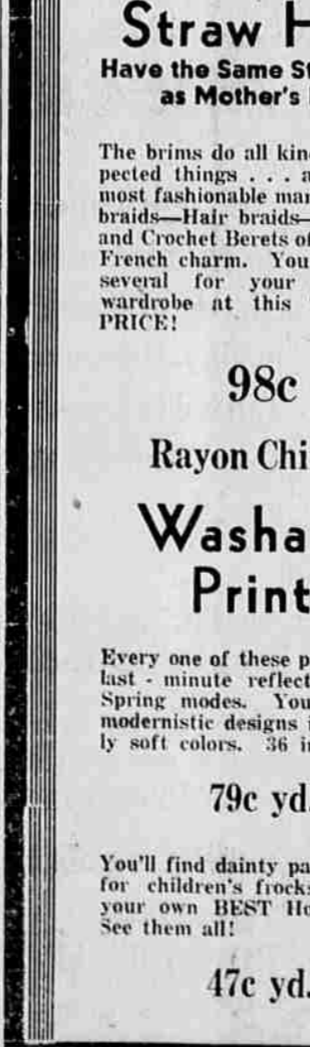 Straw H
Have the Same St
as Mother's
The brims do all kin
pected things . . . a
most fashionable mar
braids—Hair braids—
and Crochet Berets of
French charm. You
several for your
wardrobe at this
PRICE!
98c
Rayon Chi
Washa
Print
Every one of these p
last - minute reflect
Spring modes. You
modernistic designs i
ly soft colors. 36 in
79c yd.
You'll find dainty pa
for children's frocks
your own BEST Ho
See them all!
47c yd.